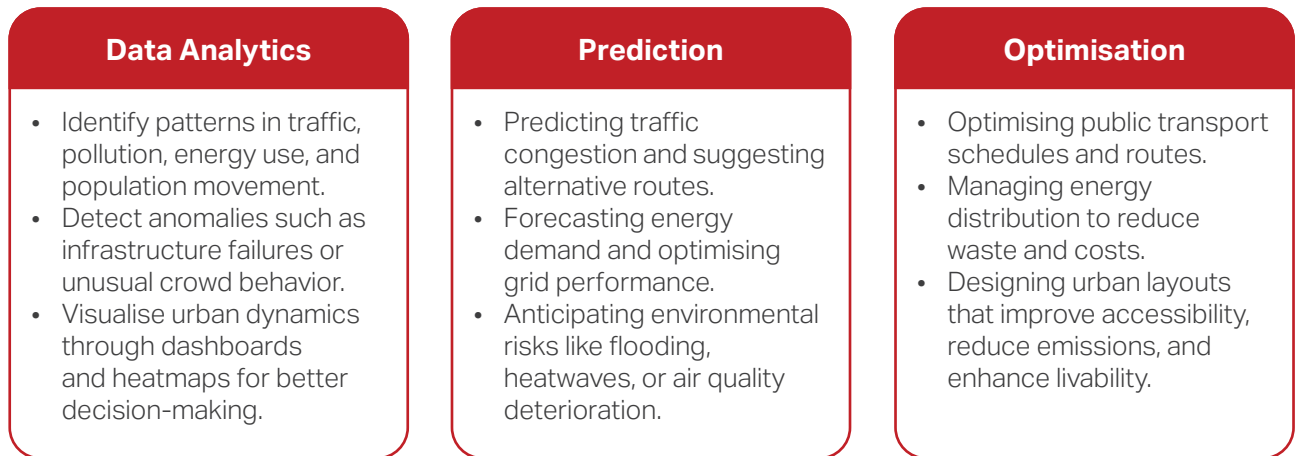 Data Analytics
• Identify patterns in traffic,
pollution, energy use, and
population movement.
• Detect anomalies such as
infrastructure failures or
unusual crowd behavior.
• Visualise urban dynamics
through dashboards
and heatmaps for better
decision-making.
Prediction
• Predicting traffic
congestion and suggesting
alternative routes.
• Forecasting energy
demand and optimising
grid performance.
• Anticipating environmental
risks like flooding,
heatwaves, or air quality
deterioration.
Optimisation
• Optimising public transport
schedules and routes.
• Managing energy
distribution to reduce
waste and costs.
• Designing urban layouts
that improve accessibility,
reduce emissions, and
enhance livability.